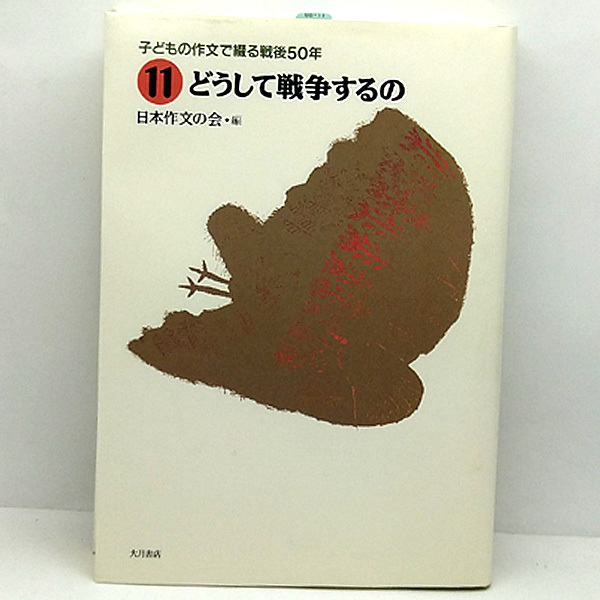 子どもの作文で綴る戦後50年
11 どうして戦争するの
日本作文の会・編
大月書店